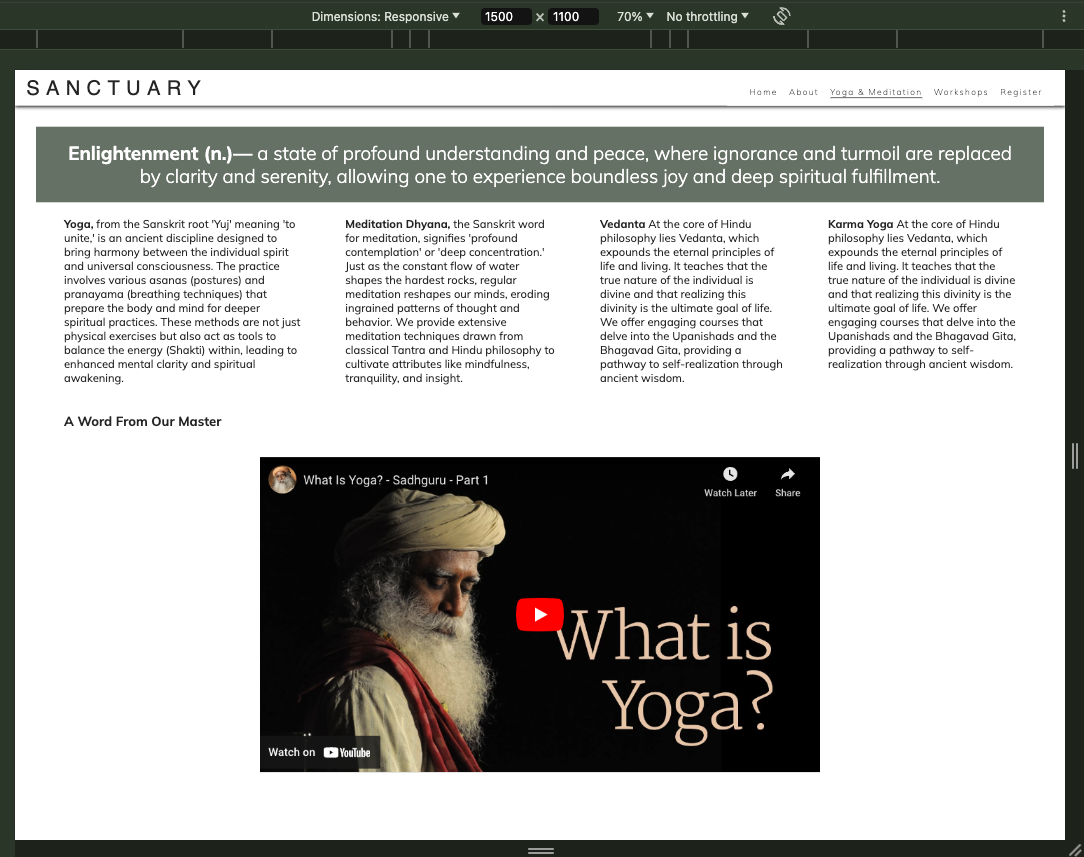 Dimensions: Responsive
1500 × 1100
70%
No throttling
SANCTUARY
Home About Yoga & Meditation Workshops Register
Enlightenment (n.)— a state of profound understanding and peace, where ignorance and turmoil are replaced
by clarity and serenity, allowing one to experience boundless joy and deep spiritual fulfillment.
Yoga, from the Sanskrit root 'Yuj' meaning 'to
unite,' is an ancient discipline designed to
bring harmony between the individual spirit
and universal consciousness. The practice
involves various asanas (postures) and
pranayama (breathing techniques) that
prepare the body and mind for deeper
spiritual practices. These methods are not just
physical exercises but also act as tools to
balance the energy (Shakti) within, leading to
enhanced mental clarity and spiritual
awakening.
Meditation Dhyana, the Sanskrit word
for meditation, signifies 'profound
contemplation' or 'deep concentration.'
Just as the constant flow of water
shapes the hardest rocks, regular
meditation reshapes our minds, eroding
ingrained patterns of thought and
behavior. We provide extensive
meditation techniques drawn from
classical Tantra and Hindu philosophy to
cultivate attributes like mindfulness,
tranquility, and insight.
Vedanta At the core of Hindu
philosophy lies Vedanta, which
expounds the eternal principles of
life and living. It teaches that the
true nature of the individual is
divine and that realizing this
divinity is the ultimate goal of life.
We offer engaging courses that
delve into the Upanishads and the
Bhagavad Gita, providing a
pathway to self-realization through
ancient wisdom.
Karma Yoga At the core of Hindu
philosophy lies Vedanta, which
expounds the eternal principles of
life and living. It teaches that the
true nature of the individual is divine
and that realizing this divinity is the
ultimate goal of life. We offer
engaging courses that delve into the
Upanishads and the Bhagavad Gita,
providing a pathway to self-
realization through ancient wisdom.
A Word From Our Master
What Is Yoga? - Sadhguru - Part 1
Watch Later
Share
What is
Yoga?
Watch on YouTube